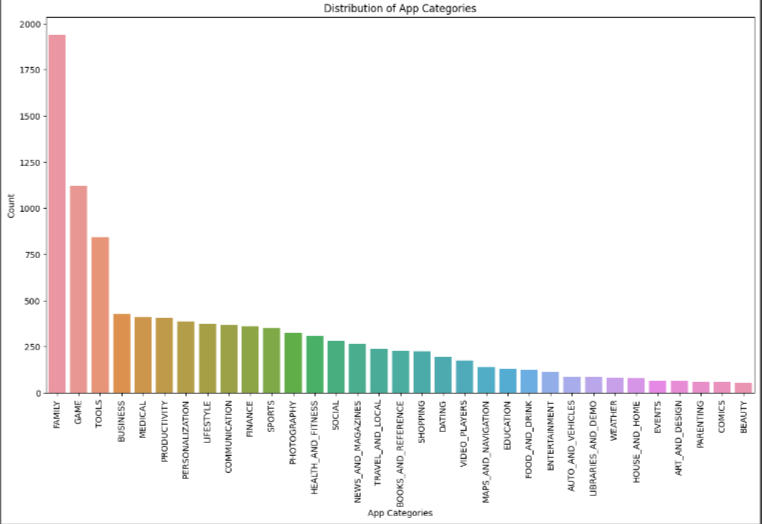 Distribution of App Categories
2000
1750
1500
1250
1000
750
500
250
0
Count
FAMILY
GAME
TOOLS
BUSINESS
MEDICAL
PRODUCTIVITY
PERSONALIZATION
LIFESTYLE
COMMUNICATION
FINANCE
SPORTS
PHOTOGRAPHY
HEALTH_AND_FITNESS
SOCIAL
NEWS_AND_MAGAZINES
TRAVEL_AND_LOCAL
BOOKS_AND_REFERENCE
SHOPPING
DATING
VIDEO_PLAYERS
MAPS_AND_NAVIGATION
EDUCATION
FOOD_AND_DRINK
ENTERTAINMENT
AUTO_AND_VEHICLES
LIBRARIES_AND_DEMO
WEATHER
HOUSE_AND_HOME
EVENTS
ART_AND_DESIGN
PARENTING
COMICS
BEAUTY
App Categories